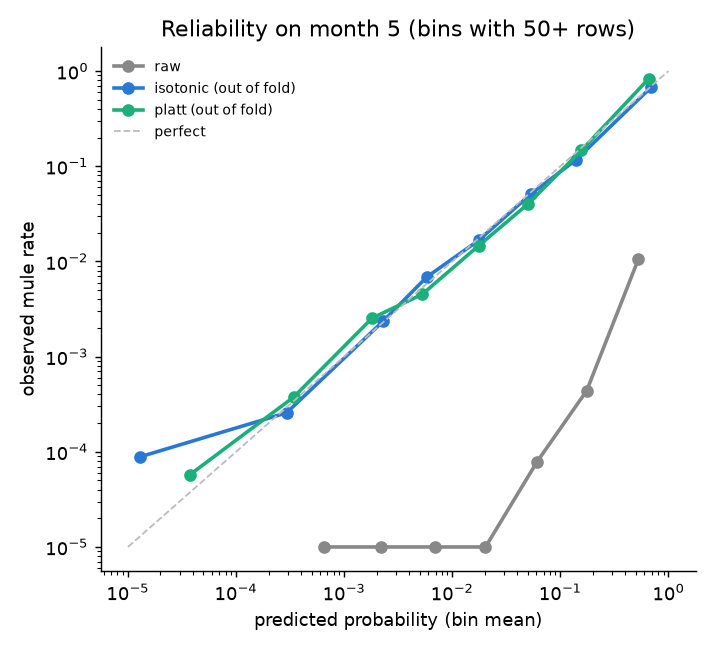 Reliability on month 5 (bins with 50+ rows)
raw
isotonic (out of fold)
platt (out of fold)
perfect
observed mule rate
10⁰
10⁻¹
10⁻²
10⁻³
10⁻⁴
10⁻⁵
10⁻⁵ 10⁻⁴ 10⁻³ 10⁻² 10⁻¹ 10⁰
predicted probability (bin mean)